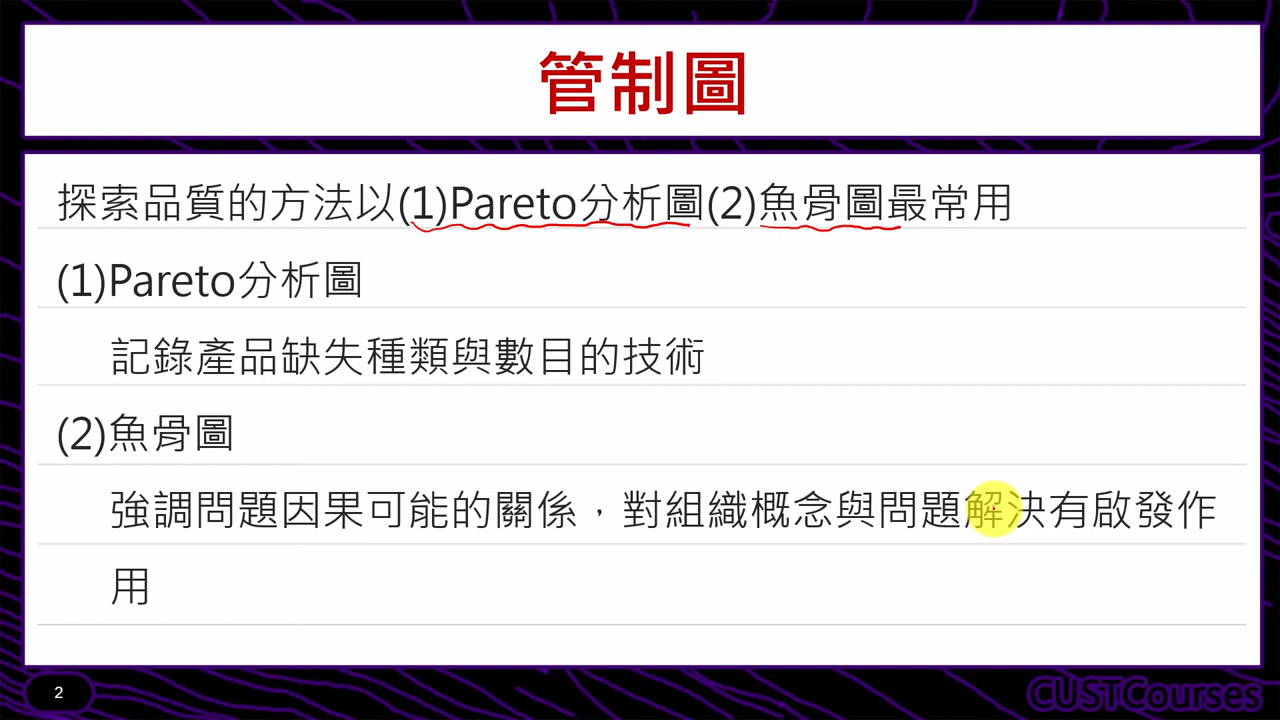 管制圖
探索品質的方法以(1)Pareto分析圖(2)魚骨圖最常用
(1)Pareto分析圖
記錄產品缺失種類與數目的技術
(2)魚骨圖
強調問題因果可能的關係，對組織概念與問題解決有啟發作
用
2
CUSTCourses